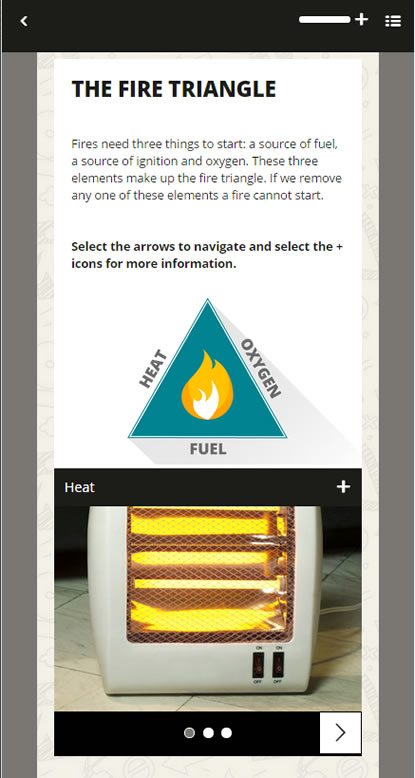 THE FIRE TRIANGLE
Fires need three things to start: a source of fuel,
a source of ignition and oxygen. These three
elements make up the fire triangle. If we remove
any one of these elements a fire cannot start.
Select the arrows to navigate and select the +
icons for more information.
HEAT
OXYGEN
FUEL
Heat
ON ON
OFF OFF